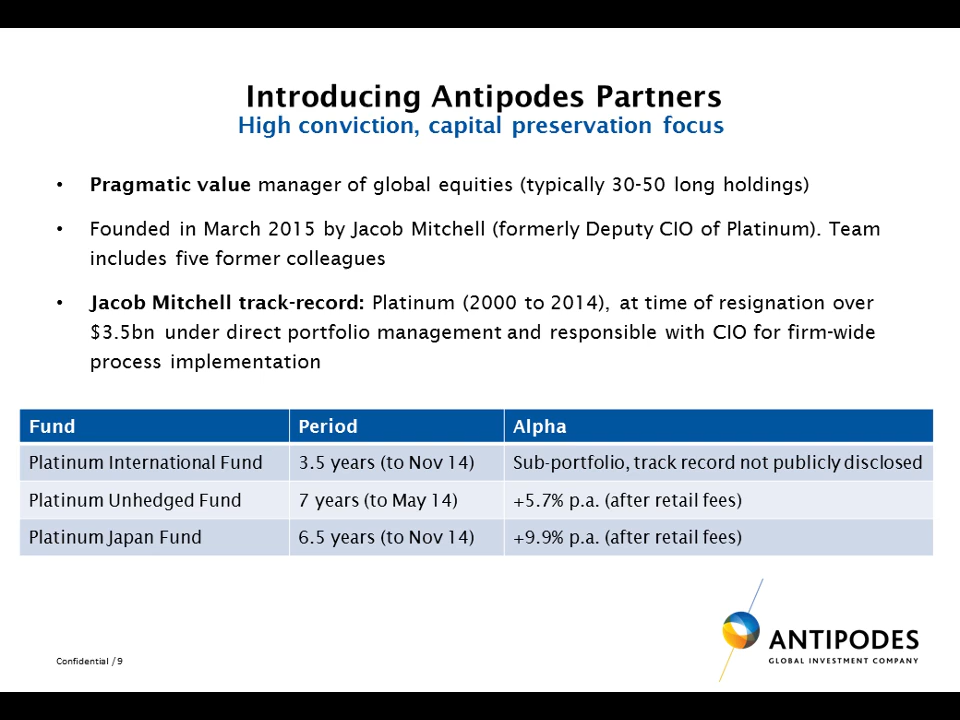 Introducing Antipodes Partners
High conviction, capital preservation focus
• Pragmatic value manager of global equities (typically 30-50 long holdings)
• Founded in March 2015 by Jacob Mitchell (formerly Deputy CIO of Platinum). Team
includes five former colleagues
• Jacob Mitchell track-record: Platinum (2000 to 2014), at time of resignation over
$3.5bn under direct portfolio management and responsible with CIO for firm-wide
process implementation
Fund Period Alpha
Platinum International Fund 3.5 years (to Nov 14) Sub-portfolio, track record not publicly disclosed
Platinum Unhedged Fund 7 years (to May 14) +5.7% p.a. (after retail fees)
Platinum Japan Fund 6.5 years (to Nov 14) +9.9% p.a. (after retail fees)
ANTIPODES
GLOBAL INVESTMENT COMPANY
Confidential / 9